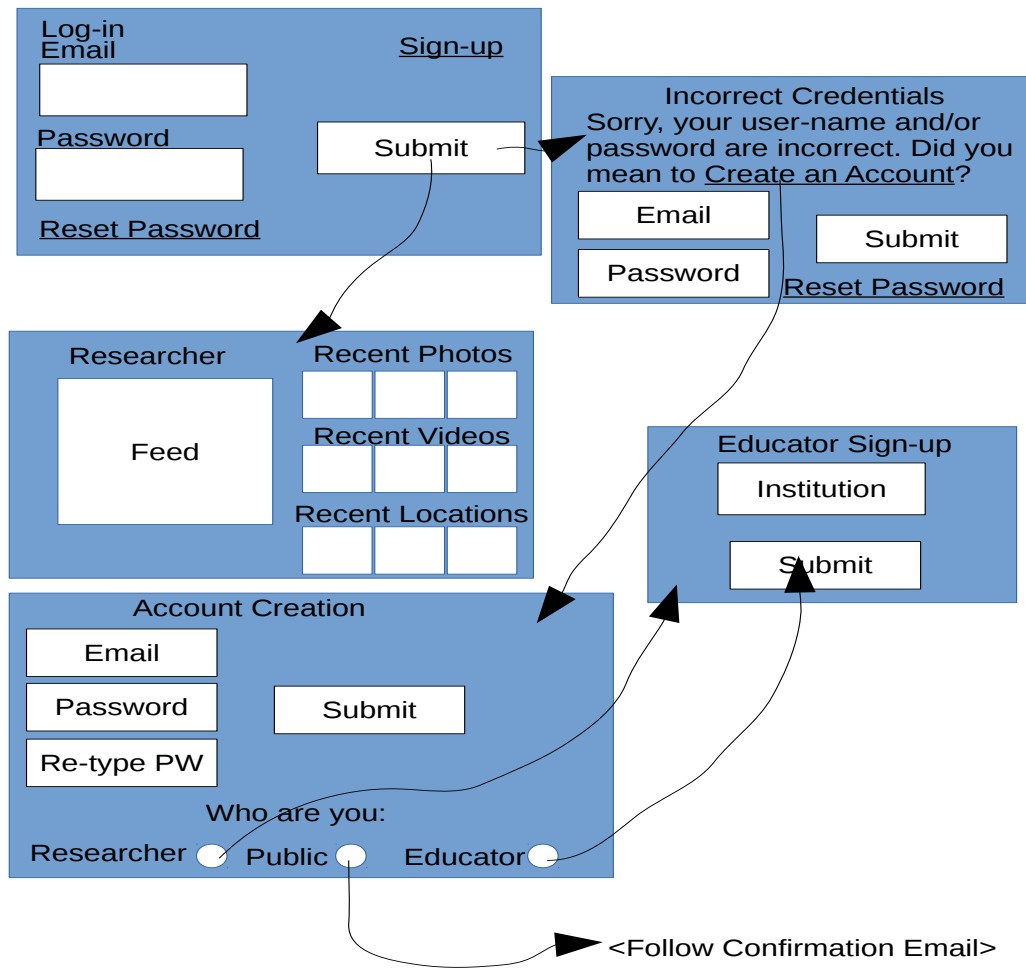 Log-in
Email
Sign-up
Password
Submit
Reset Password
Incorrect Credentials
Sorry, your user-name and/or
password are incorrect. Did you
mean to Create an Account?
Email
Submit
Password
Reset Password
Researcher
Feed
Recent Photos
Recent Videos
Recent Locations
Educator Sign-up
Institution
Submit
Account Creation
Email
Password
Submit
Re-type PW
Who are you:
Researcher
Public
Educator
<Follow Confirmation Email>